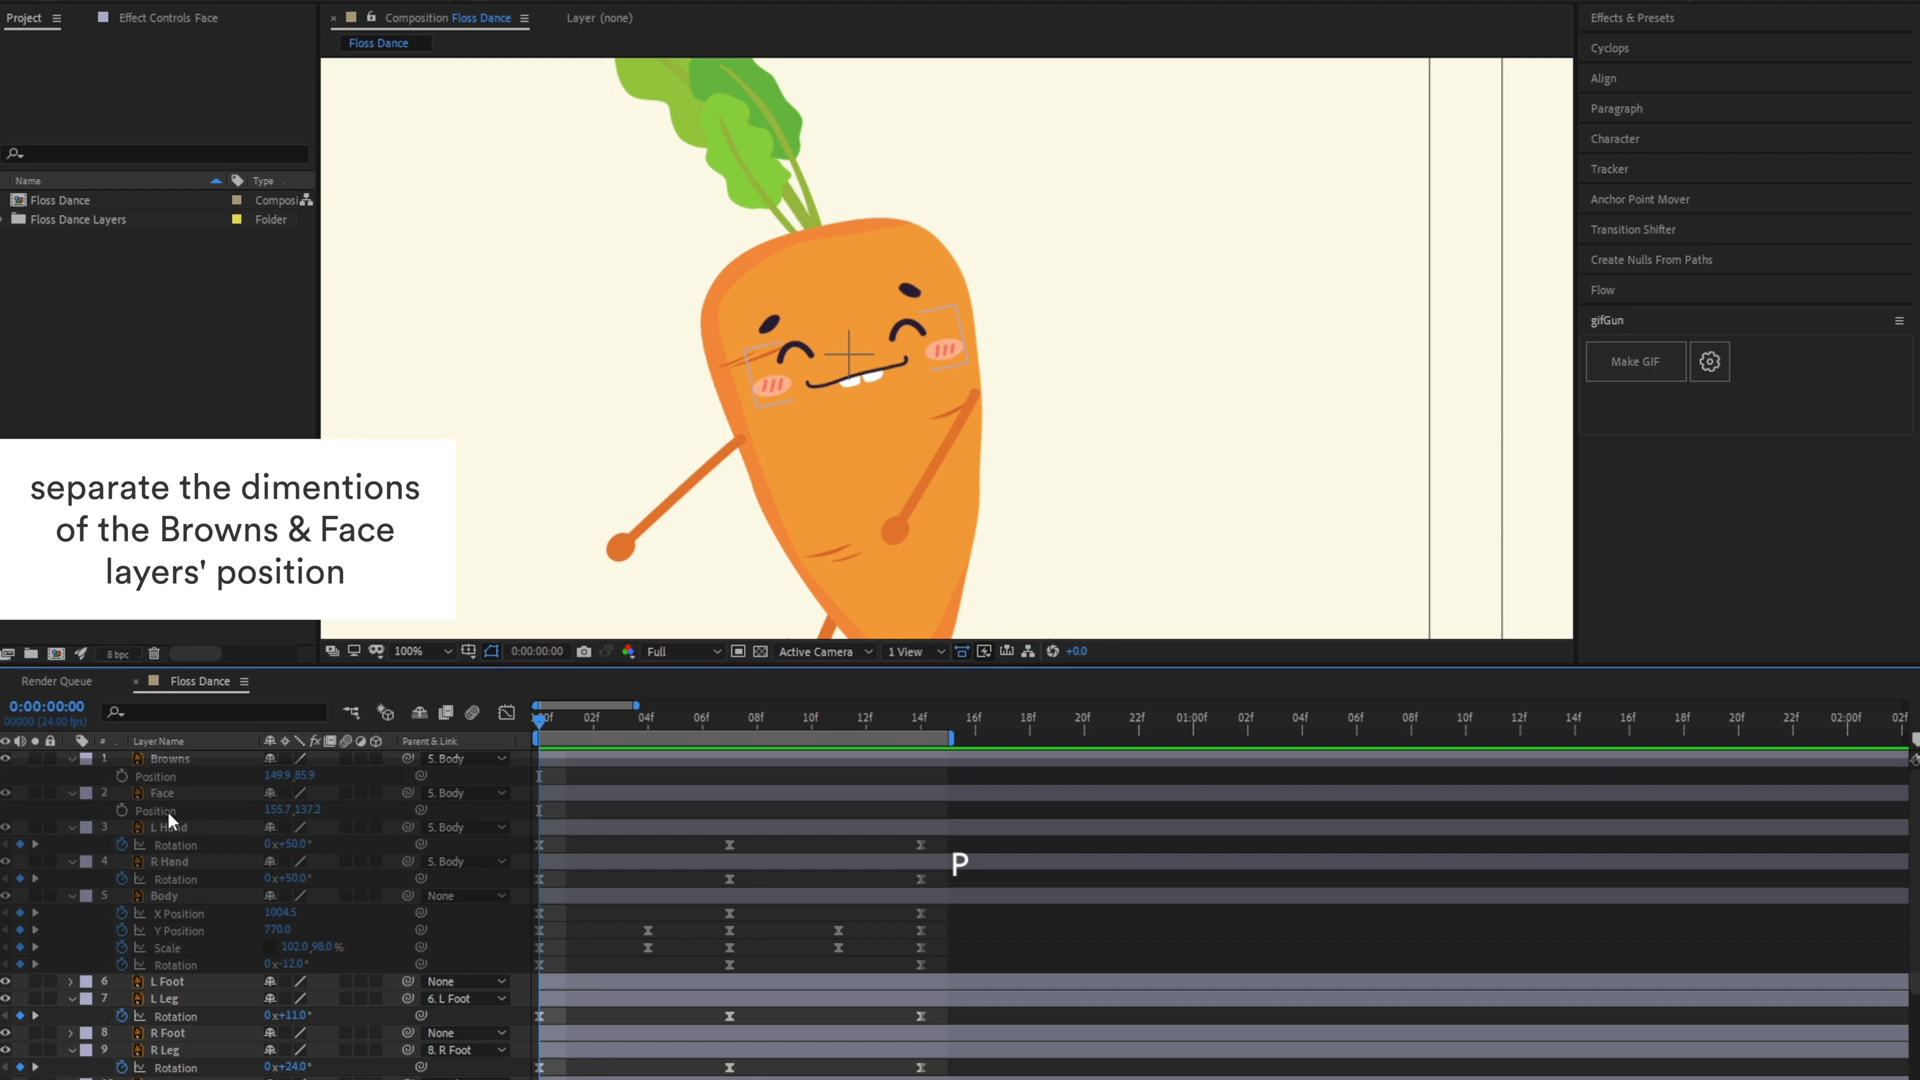 Project
Effect Controls Face
Composition Floss Dance
Layer (none)
Floss Dance
Effects & Presets
Cyclops
Align
Paragraph
Character
Tracker
Anchor Point Mover
Transition Shifter
Create Nulls From Paths
Flow
gifGun
Make GIF
Name Type
Floss Dance Composi
Floss Dance Layers Folder
separate the dimentions
of the Browns & Face
layers' position
8 bpc
100% 0:00:00:00 Full Active Camera 1 View +0.0
Render Queue
Floss Dance
0:00:00:00
00000 (24.00 fps)
02f 04f 06f 08f 10f 12f 14f 16f 18f 20f 22f 01:00f 02f 04f 06f 08f 10f 12f 14f 16f 18f 20f 22f 02:00f 02f
# Layer Name Parent & Link
1 Browns 5. Body
Position 149.9,85.9
2 Face 5. Body
Position 155.7,137.2
3 L Hand 5. Body
Rotation 0x+50.0°
4 R Hand 5. Body
P
Rotation 0x+50.0°
5 Body None
X Position 1004.5
Y Position 770.0
Scale 102.0,98.0%
Rotation 0x-12.0°
6 L Foot None
7 L Leg 6. L Foot
Rotation 0x+11.0°
8 R Foot None
9 R Leg 8. R Foot
Rotation 0x+24.0°